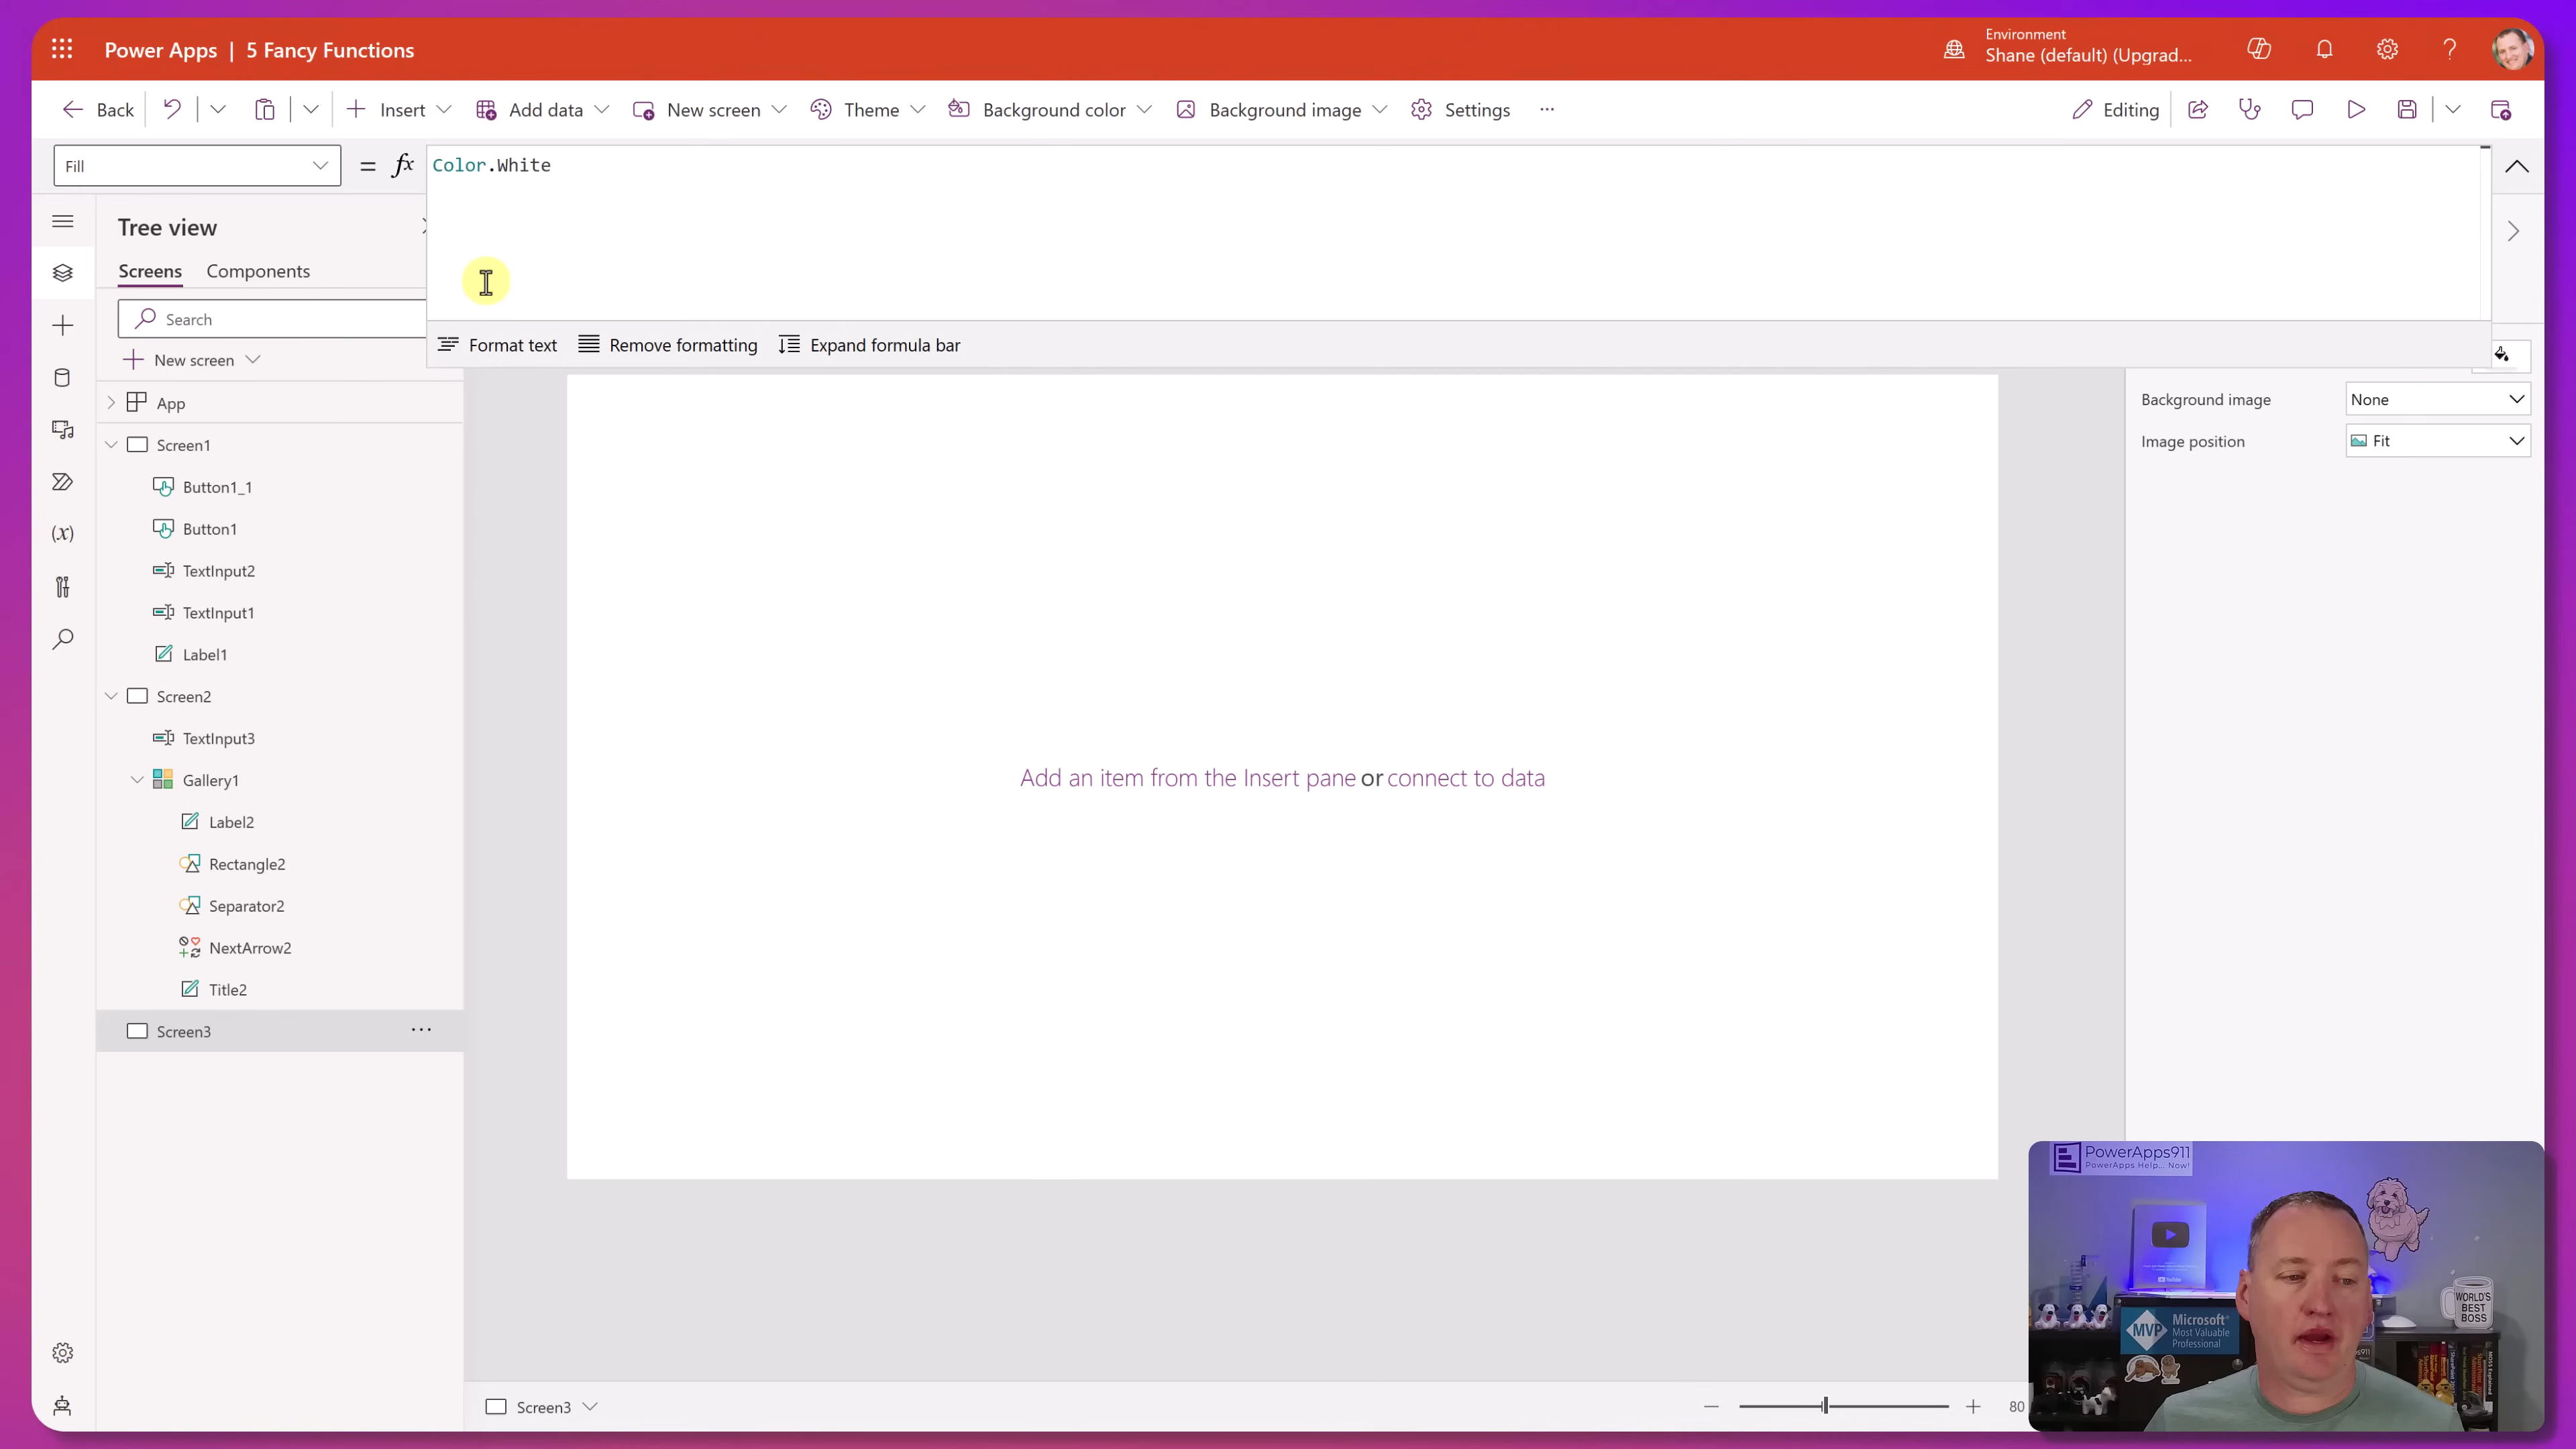 Power Apps | 5 Fancy Functions
Environment
Shane (default) (Upgrad...
Back
Insert
Add data
New screen
Theme
Background color
Background image
Settings
Editing
Fill
= fx
Color.White
Tree view
Screens
Components
Search
New screen
Format text
Remove formatting
Expand formula bar
App
Screen1
Button1_1
Button1
TextInput2
TextInput1
Label1
Screen2
TextInput3
Gallery1
Label2
Rectangle2
Separator2
NextArrow2
Title2
Screen3
(x)
Add an item from the Insert pane or connect to data
Background image
None
Image position
Fit
Screen3
80
PowerApps911
PowerApps Help... Now!
MVP
Microsoft®
Most Valuable
Professional
WORLD'S
BEST
BOSS